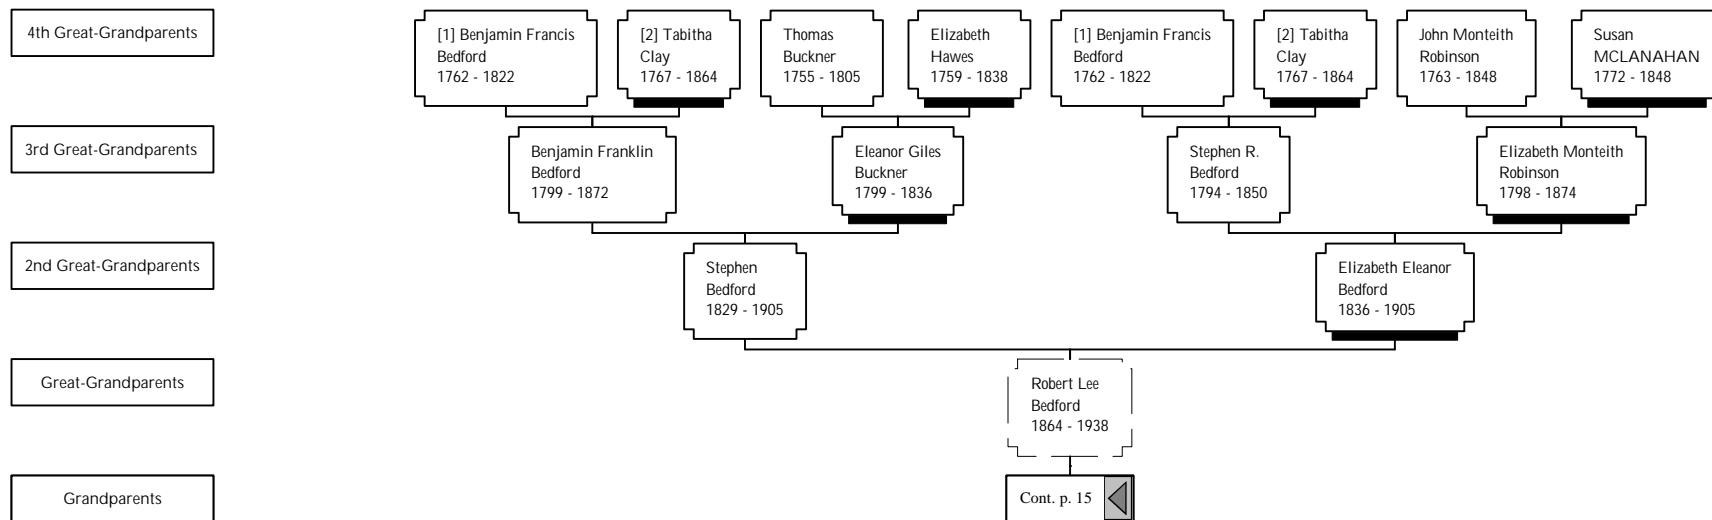 4th Great-Grandparents
[1] Benjamin Francis
Bedford
1762 - 1822
[2] Tabitha
Clay
1767 - 1864
Thomas
Buckner
1755 - 1805
Elizabeth
Hawes
1759 - 1838
[1] Benjamin Francis
Bedford
1762 - 1822
[2] Tabitha
Clay
1767 - 1864
John Monteith
Robinson
1763 - 1848
Susan
MCLANAHAN
1772 - 1848
3rd Great-Grandparents
Benjamin Franklin
Bedford
1799 - 1872
Eleanor Giles
Buckner
1799 - 1836
Stephen R.
Bedford
1794 - 1850
Elizabeth Monteith
Robinson
1798 - 1874
2nd Great-Grandparents
Stephen
Bedford
1829 - 1905
Elizabeth Eleanor
Bedford
1836 - 1905
Great-Grandparents
Robert Lee
Bedford
1864 - 1938
Grandparents
Cont. p. 15